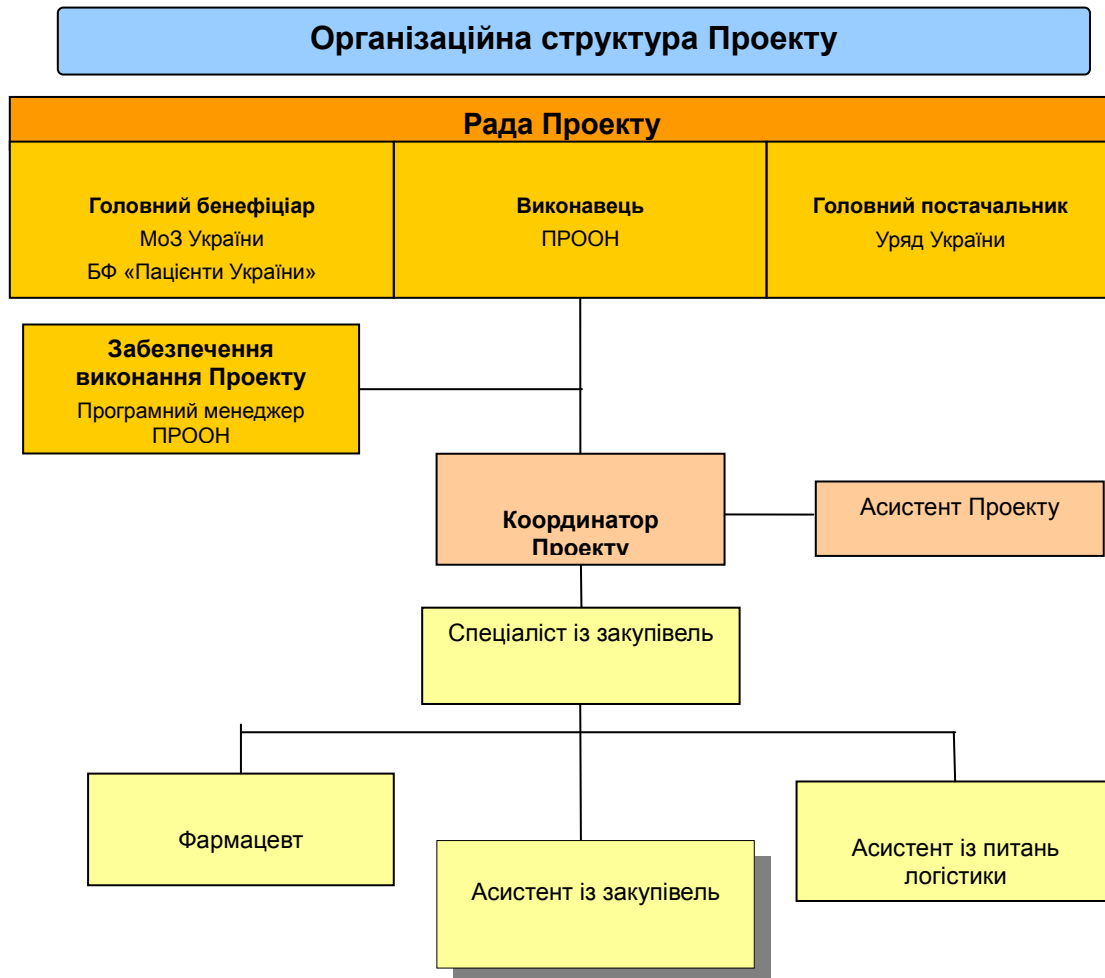 Організаційна структура Проекту
Рада Проекту
Головний бенефіціар
МоЗ України
БФ «Пацієнти України»
Виконавець
ПРООН
Головний постачальник
Уряд України
Забезпечення
виконання Проекту
Програмний менеджер
ПРООН
Координатор
Проекту
Асистент Проекту
Спеціаліст із закупівель
Фармацевт
Асистент із закупівель
Асистент із питань
логістики